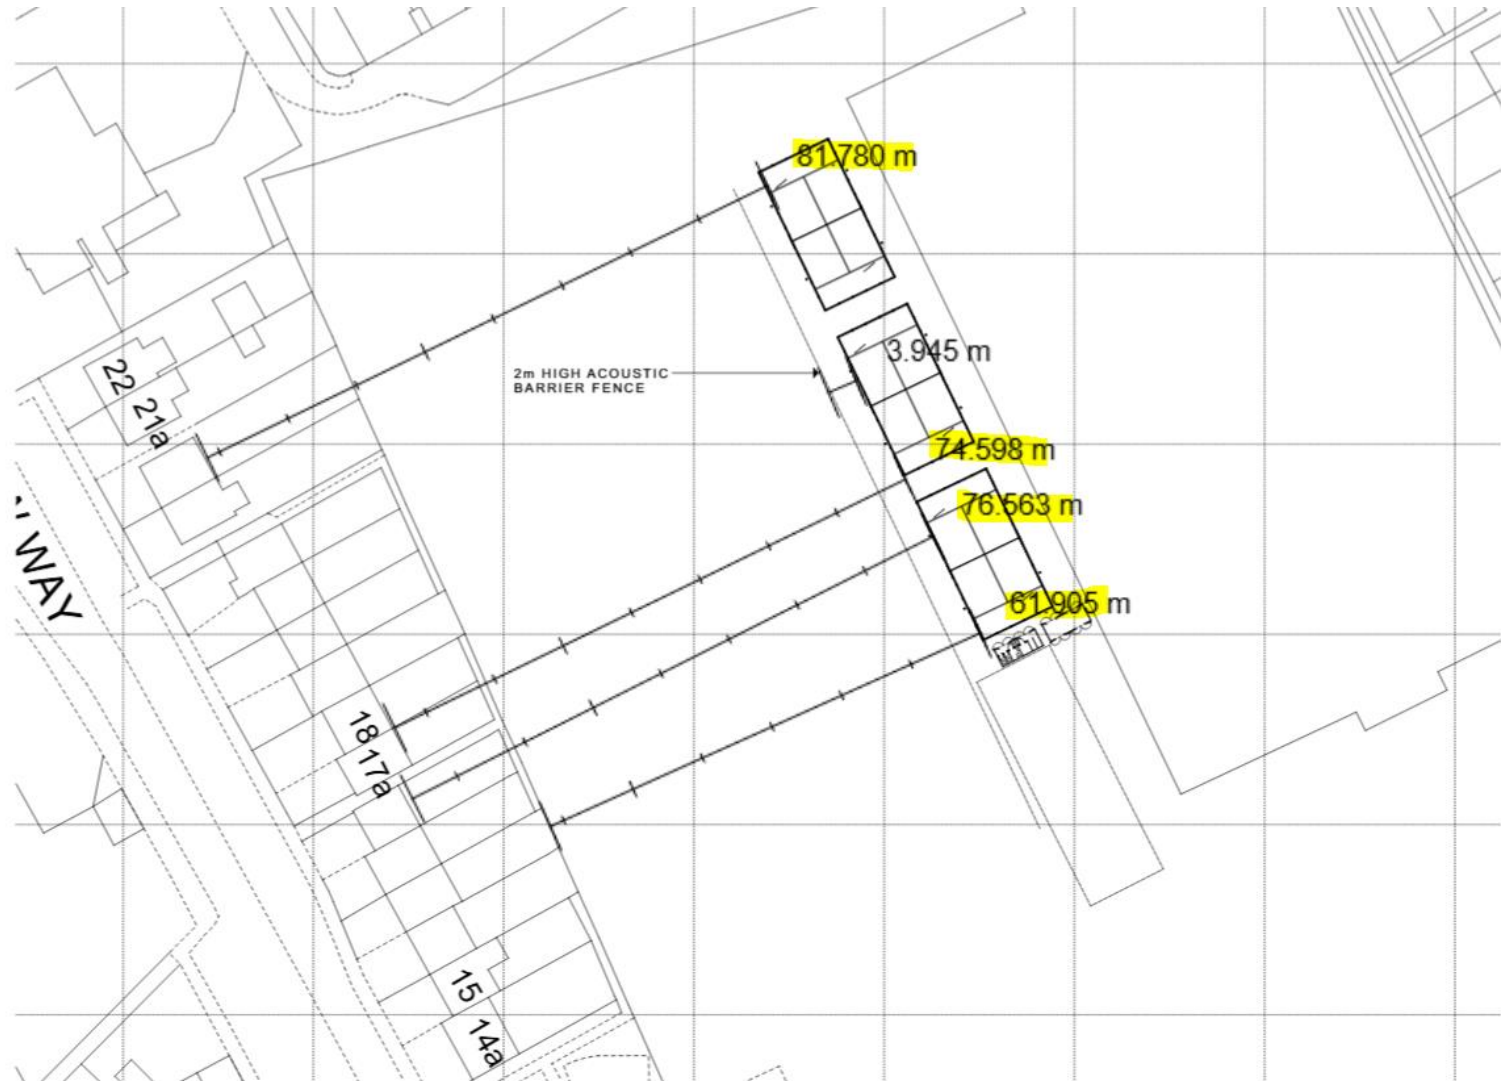 81.780 m
3.945 m
2m HIGH ACOUSTIC
BARRIER FENCE
22
21a
74.598 m
76.563 m
WAY
61.905 m
18
17a
15
14a